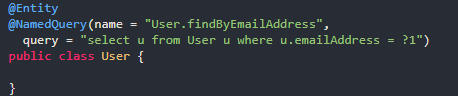 @Entity
@NamedQuery(name = "User.findByEmailAddress",
  query = "select u from User u where u.emailAddress = ?1")
public class User {

}